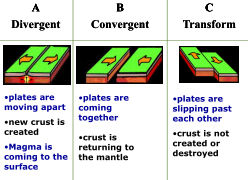 A
Divergent
•plates are
moving apart
•new crust is
created
•Magma is
coming to the
surface
B
Convergent
•plates are
coming
together
•crust is
returning to
the mantle
C
Transform
•plates are
slipping past
each other
•crust is not
created or
destroyed